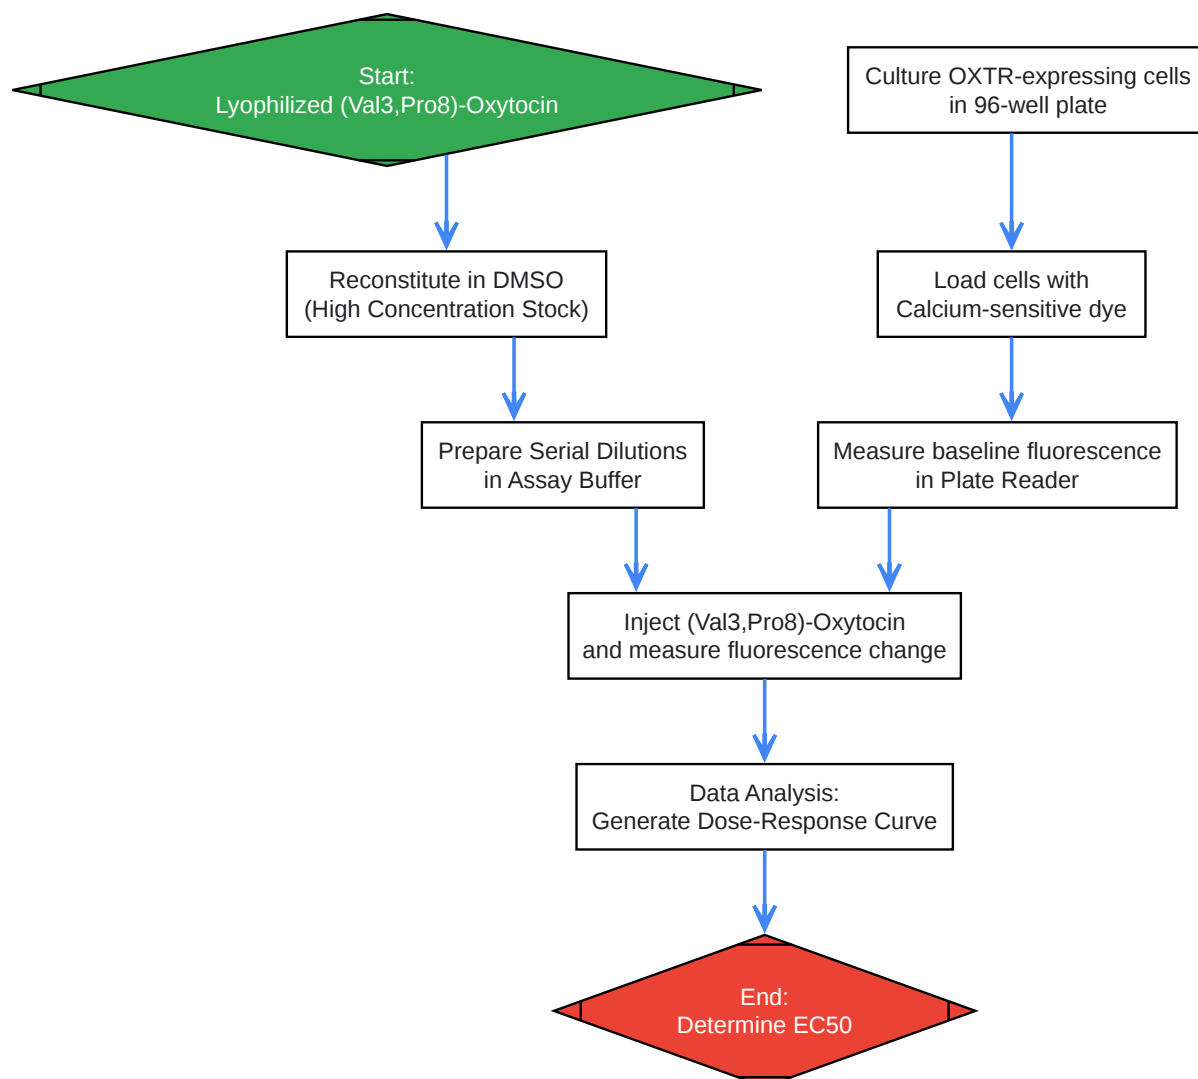 Start:
Lyophilized (Val3,Pro8)-Oxytocin
Culture OXTR-expressing cells
in 96-well plate
Reconstitute in DMSO
(High Concentration Stock)
Load cells with
Calcium-sensitive dye
Prepare Serial Dilutions
in Assay Buffer
Measure baseline fluorescence
in Plate Reader
Inject (Val3,Pro8)-Oxytocin
and measure fluorescence change
Data Analysis:
Generate Dose-Response Curve
End:
Determine EC50